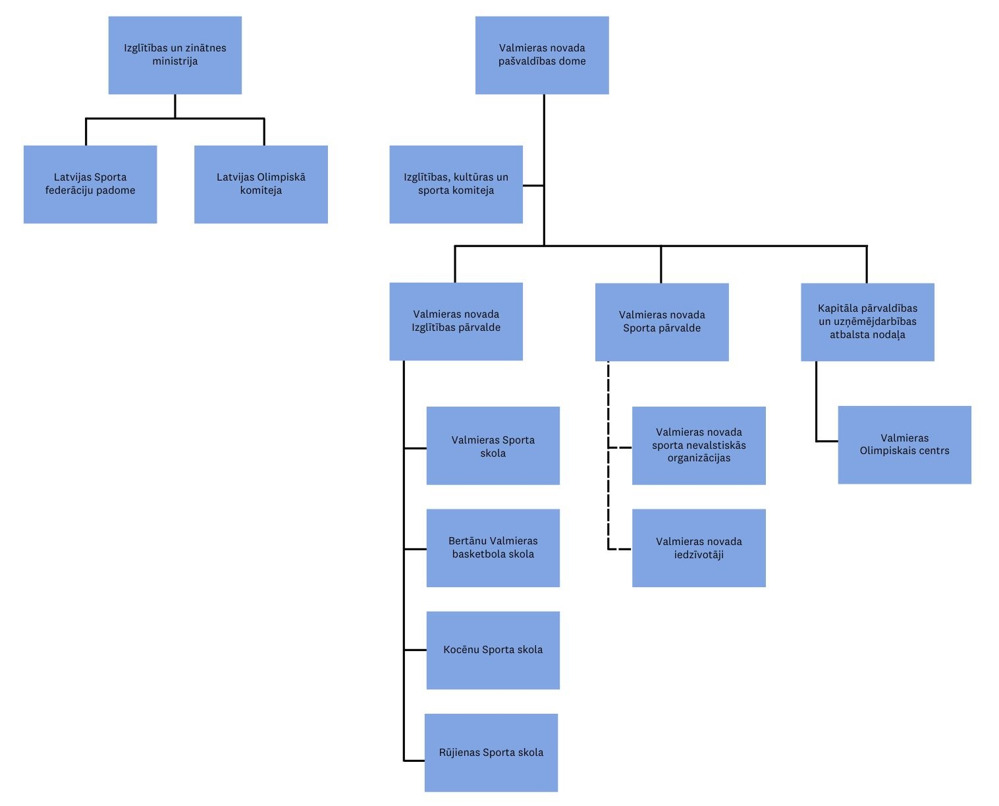 Izglītības un zinātnes
ministrija
Valmieras novada
pašvaldības dome
Latvijas Sporta
federāciju padome
Latvijas Olimpiskā
komiteja
Izglītības, kultūras un
sporta komiteja
Valmieras novada
Izglītības pārvalde
Valmieras novada
Sporta pārvalde
Kapitāla pārvaldības
un uzņēmējdarbības
atbalsta nodaļa
Valmieras Sporta
skola
Valmieras novada
sporta nevalstiskās
organizācijas
Valmieras
Olimpiskais centrs
Bertānu Valmieras
basketbola skola
Valmieras novada
iedzīvotāji
Kocēnu Sporta skola
Rūjienas Sporta skola